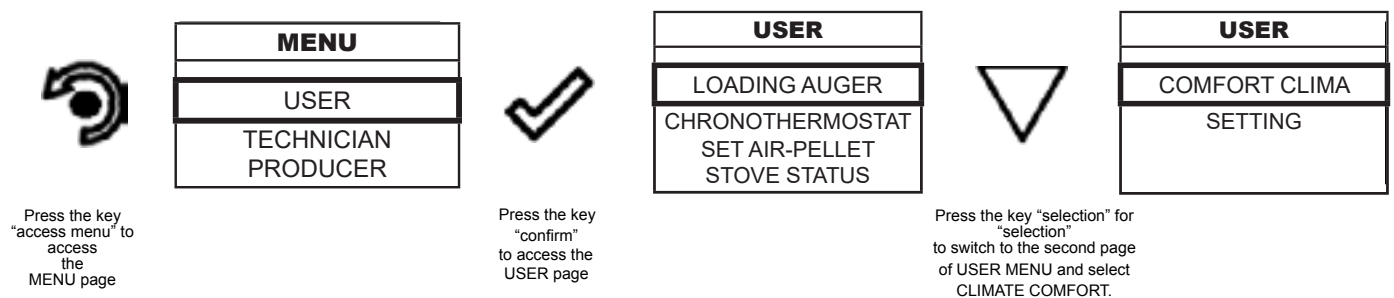 MENU
USER
TECHNICIAN
PRODUCER
USER
LOADING AUGER
CHRONOTHERMOSTAT
SET AIR-PELLET
STOVE STATUS
USER
COMFORT CLIMA
SETTING
Press the key
“access menu” to
access
the
MENU page
Press the key
“confirm”
to access the
USER page
Press the key “selection” for
“selection”
to switch to the second page
of USER MENU and select
CLIMATE COMFORT.